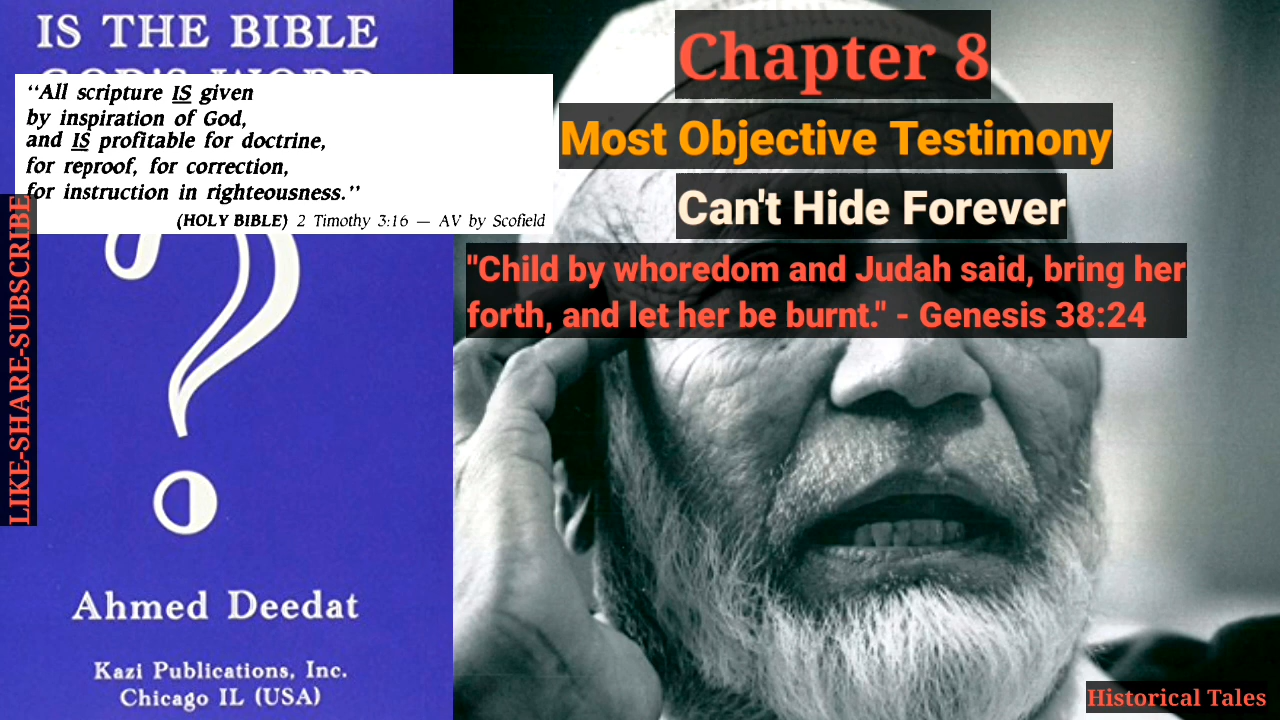 IS THE BIBLE
GOD'S WORD
“All scripture IS given
by inspiration of God,
and IS profitable for doctrine,
for reproof, for correction,
for instruction in righteousness.”
(HOLY BIBLE) 2 Timothy 3:16 — AV by Scofield
?
Ahmed Deedat
Kazi Publications, Inc.
Chicago IL (USA)
LIKE-SHARE-SUBSCRIBE
Chapter 8
Most Objective Testimony
Can't Hide Forever
"Child by whoredom and Judah said, bring her
forth, and let her be burnt." - Genesis 38:24
Historical Tales